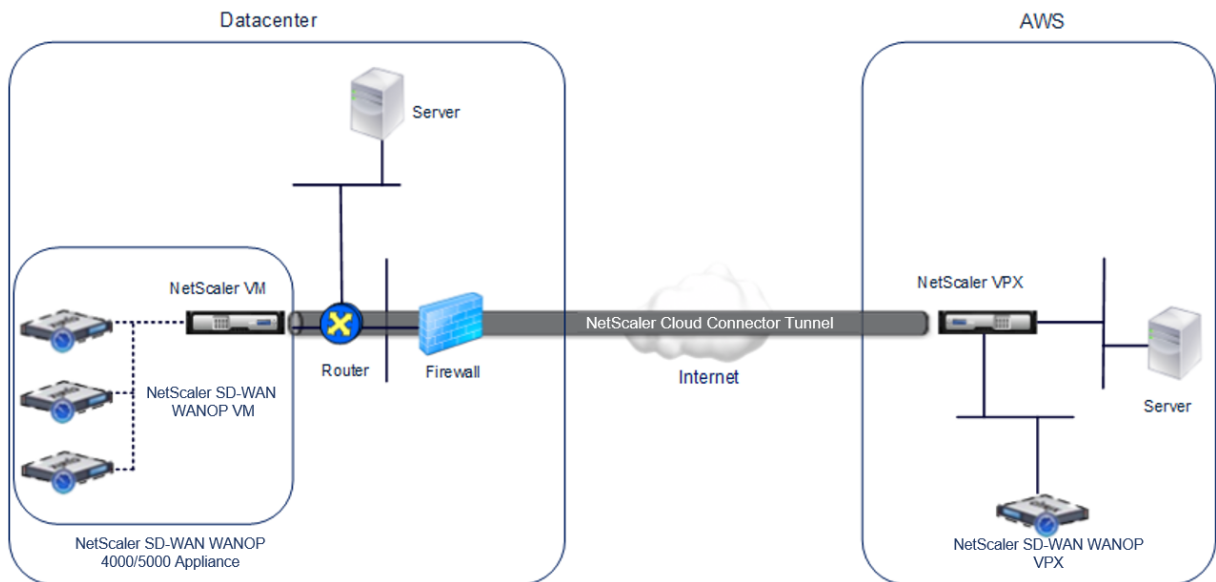 Datacenter
AWS
Server
NetScaler VM
NetScaler VPX
NetScaler Cloud Connector Tunnel
Router
Firewall
Internet
NetScaler SD-WAN
WANOP VM
Server
NetScaler SD-WAN WANOP
4000/5000 Appliance
NetScaler SD-WAN WANOP
VPX